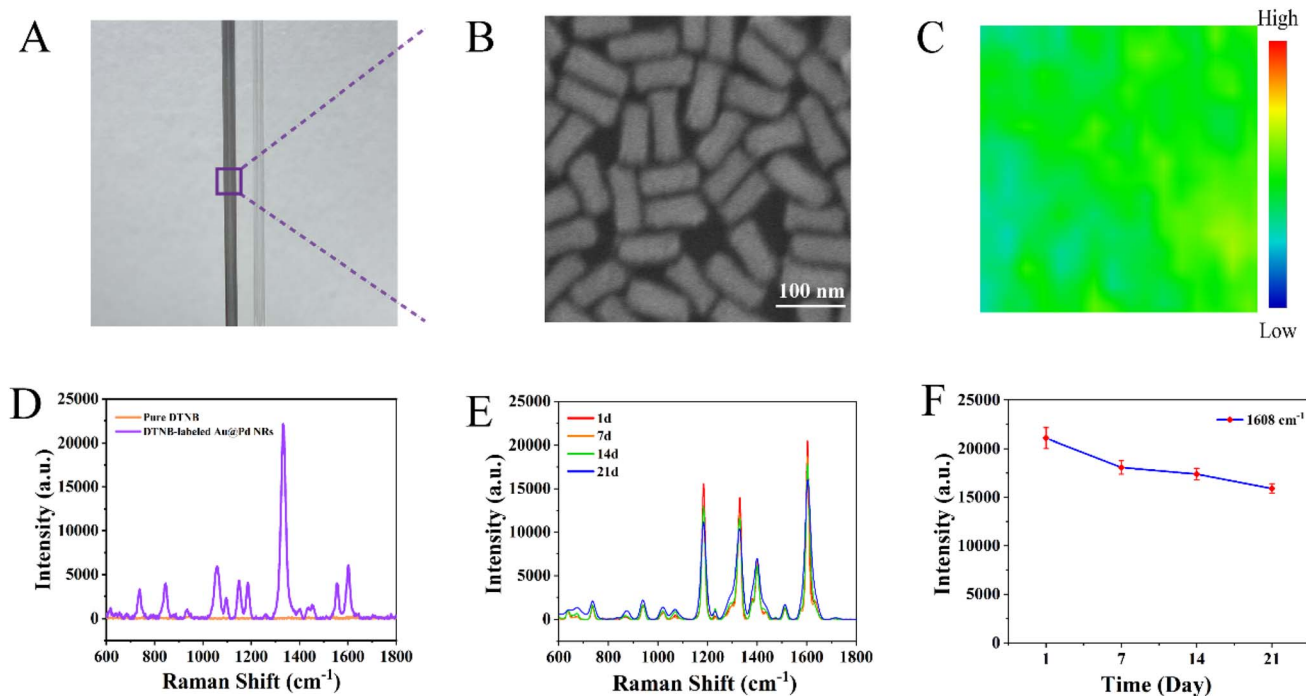 A
B
100 nm
C
High
Low
D
Pure DTNB
DTNB-labeled Au@Pd NRs
25000
20000
15000
10000
5000
0
Intensity (a.u.)
600 800 1000 1200 1400 1600 1800
Raman Shift (cm⁻¹)
E
1d
7d
14d
21d
25000
20000
15000
10000
5000
0
Intensity (a.u.)
600 800 1000 1200 1400 1600 1800
Raman Shift (cm⁻¹)
F
1608 cm⁻¹
25000
20000
15000
10000
5000
0
Intensity (a.u.)
1 7 14 21
Time (Day)